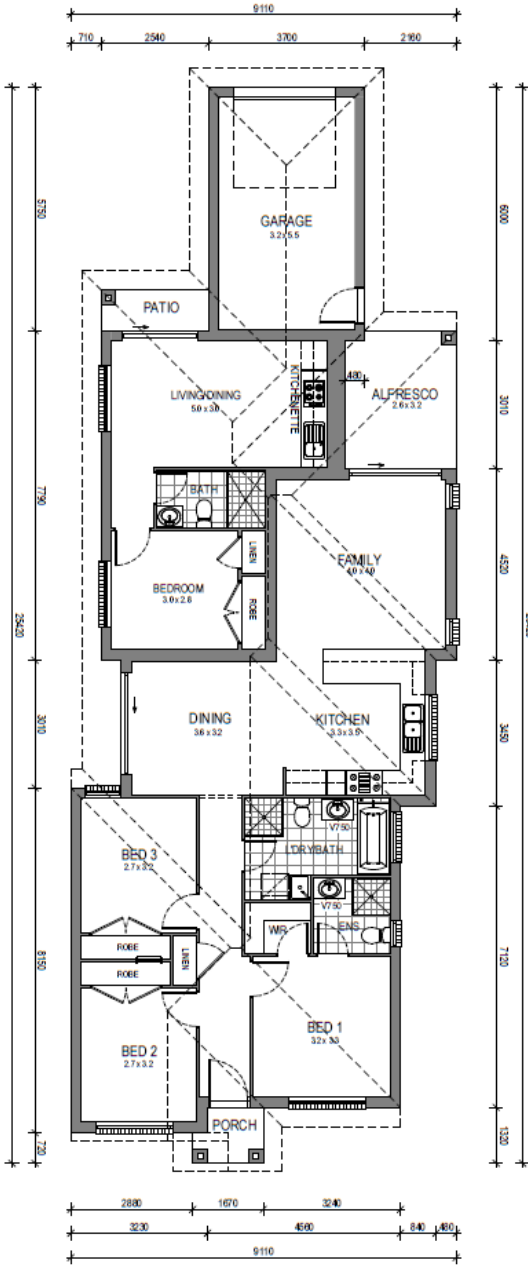 9110
710 2540 3700 2160
5750
6000
GARAGE
3.2 x 5.5
PATIO
LIVING/DINING
5.0 x 3.0
KITCHENETTE
480
ALFRESCO
2.6 x 3.2
3010
7790
BATH
LINEN
BEDROOM
3.0 x 2.8
ROBE
FAMILY
4.0 x 4.0
4520
25420
3010
DINING
3.6 x 3.2
KITCHEN
3.3 x 3.5
3450
V750
BED 3
2.7 x 3.2
L'DRY/BATH
V750
ENS
WIR
ROBE
LINEN
ROBE
8150
7120
BED 1
3.2 x 3.3
BED 2
2.7 x 3.2
PORCH
720
1320
2880 1670 3240
3230 4560 840 480
9110